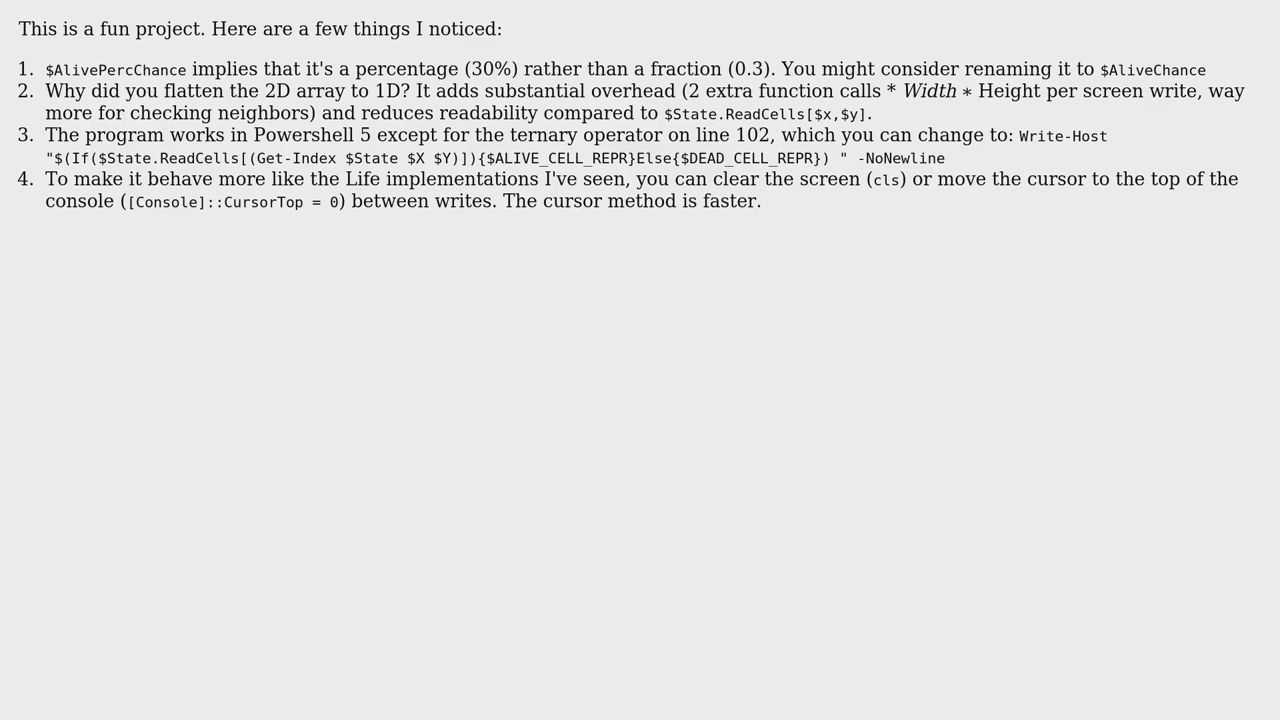 This is a fun project. Here are a few things I noticed:
1. $AlivePercChance implies that it's a percentage (30%) rather than a fraction (0.3). You might consider renaming it to $AliveChance
2. Why did you flatten the 2D array to 1D? It adds substantial overhead (2 extra function calls * Width * Height per screen write, way
more for checking neighbors) and reduces readability compared to $State.ReadCells[$x,$y].
3. The program works in Powershell 5 except for the ternary operator on line 102, which you can change to: Write-Host
"$(If($State.ReadCells[(Get-Index $State $X $Y)]){$ALIVE_CELL_REPR}Else{$DEAD_CELL_REPR}) " -NoNewline
4. To make it behave more like the Life implementations I've seen, you can clear the screen (cls) or move the cursor to the top of the
console ([Console]::CursorTop = 0) between writes. The cursor method is faster.